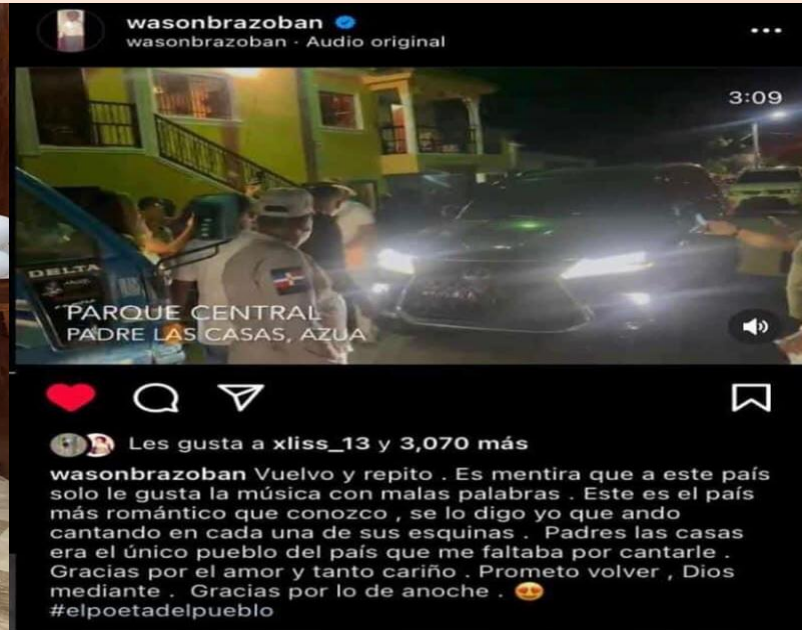 wasonbrazoban
wasonbrazoban · Audio original
3:09
DELTA
PARQUE CENTRAL
PADRE LAS CASAS, AZUA
Les gusta a xliss_13 y 3,070 más
wasonbrazoban Vuelvo y repito . Es mentira que a este país
solo le gusta la música con malas palabras . Este es el país
más romántico que conozco , se lo digo yo que ando
cantando en cada una de sus esquinas . Padres las casas
era el único pueblo del país que me faltaba por cantarle .
Gracias por el amor y tanto cariño . Prometo volver , Dios
mediante . Gracias por lo de anoche . 😍
#elpoetadelpueblo